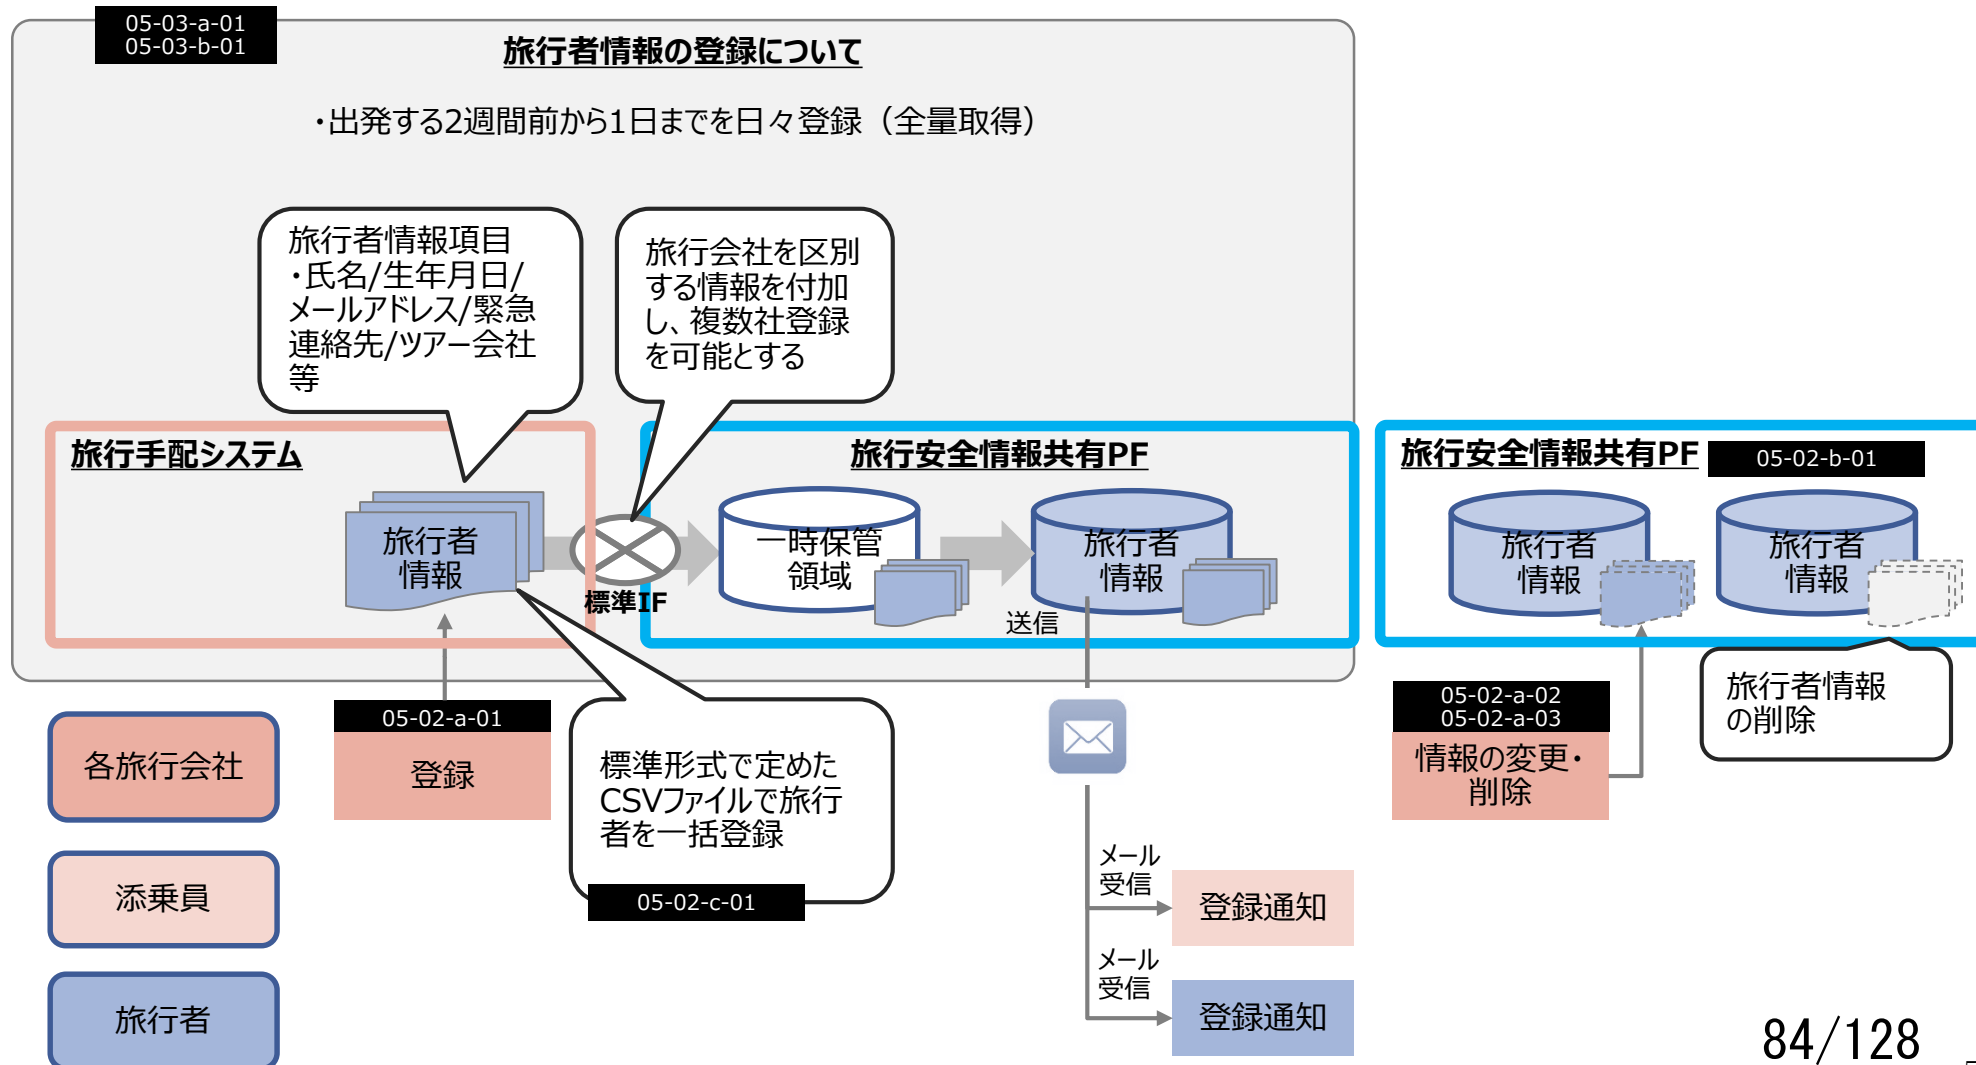 05-03-a-01
05-03-b-01
旅行者情報の登録について
・出発する2週間前から1日までを日々登録（全量取得）
旅行者情報項目
・氏名/生年月日/
メールアドレス/緊急
連絡先/ツアー会社
等
旅行会社を区別
する情報を付加
し、複数社登録
を可能とする
旅行手配システム
旅行者
情報
標準IF
旅行安全情報共有PF
一時保管
領域
旅行者
情報
送信
旅行安全情報共有PF
05-02-b-01
旅行者
情報
旅行者
情報
旅行者情報
の削除
05-02-a-02
05-02-a-03
情報の変更・
削除
各旅行会社
05-02-a-01
登録
標準形式で定めた
CSVファイルで旅行
者を一括登録
05-02-c-01
添乗員
メール
受信
登録通知
旅行者
メール
受信
登録通知
84/128